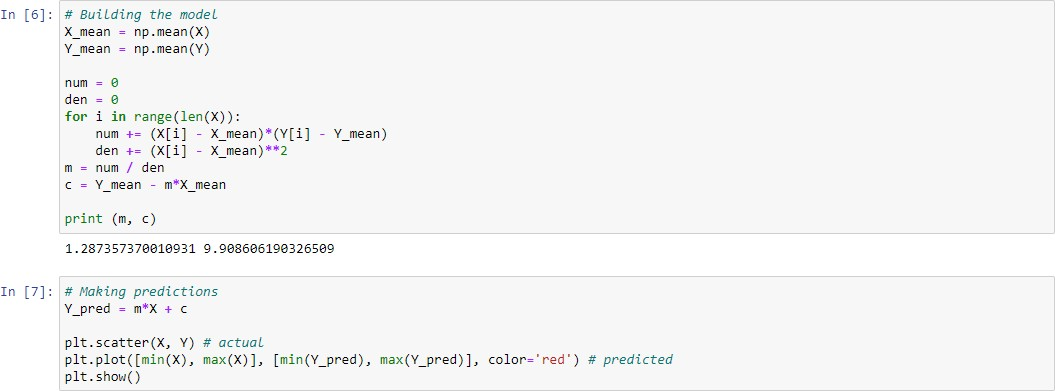 In [6]: # Building the model
X_mean = np.mean(X)
Y_mean = np.mean(Y)
num = 0
den = 0
for i in range(len(X)):
    num += (X[i] - X_mean)*(Y[i] - Y_mean)
    den += (X[i] - X_mean)**2
m = num / den
c = Y_mean - m*X_mean
print (m, c)
1.287357370010931 9.908606190326509
In [7]: # Making predictions
Y_pred = m*X + c
plt.scatter(X, Y) # actual
plt.plot([min(X), max(X)], [min(Y_pred), max(Y_pred)], color='red') # predicted
plt.show()